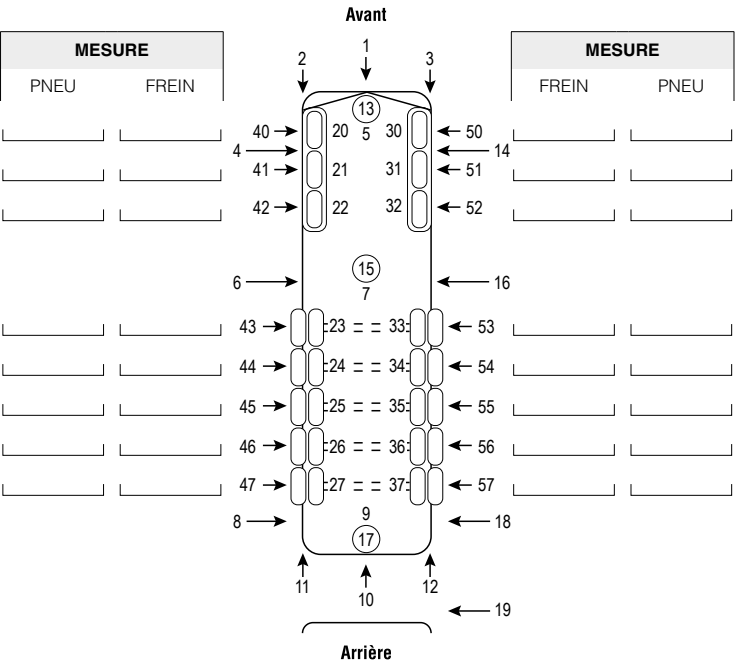 Avant
MESURE MESURE
PNEU FREIN FREIN PNEU
2 1 3
13
40 20 5 30 50
4 14
41 21 31 51
42 22 32 52
15
6 16
7
43 23 33 53
44 24 34 54
45 25 35 55
46 26 36 56
47 27 37 57
9
8 18
17
11 10 12
19
Arrière